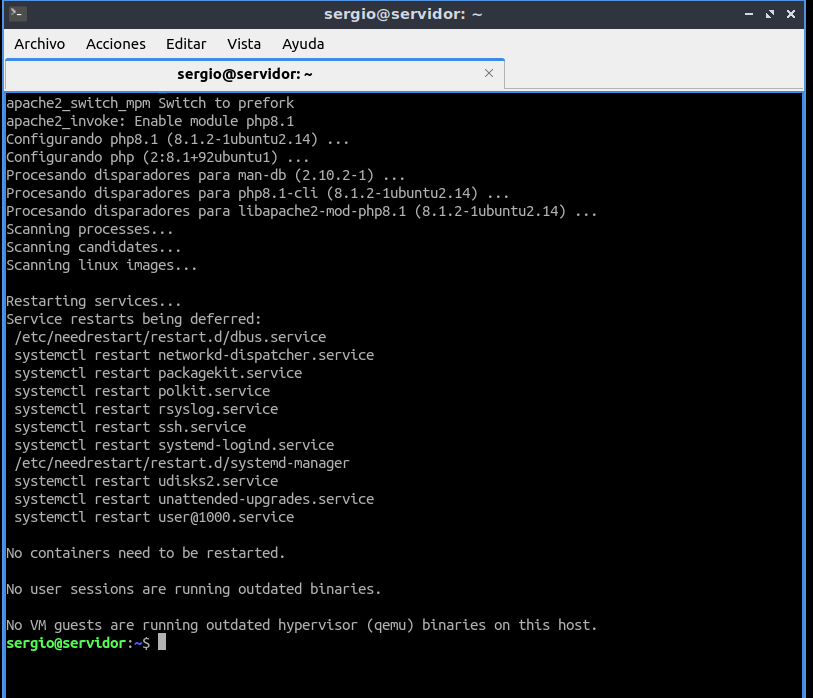 sergio@servidor: ~
Archivo Acciones Editar Vista Ayuda
sergio@servidor: ~
apache2_switch_mpm Switch to prefork
apache2_invoke: Enable module php8.1
Configurando php8.1 (8.1.2-1ubuntu2.14) ...
Configurando php (2:8.1+92ubuntu1) ...
Procesando disparadores para man-db (2.10.2-1) ...
Procesando disparadores para php8.1-cli (8.1.2-1ubuntu2.14) ...
Procesando disparadores para libapache2-mod-php8.1 (8.1.2-1ubuntu2.14) ...
Scanning processes...
Scanning candidates...
Scanning linux images...

Restarting services...
Service restarts being deferred:
 /etc/needrestart/restart.d/dbus.service
 systemctl restart networkd-dispatcher.service
 systemctl restart packagekit.service
 systemctl restart polkit.service
 systemctl restart rsyslog.service
 systemctl restart ssh.service
 systemctl restart systemd-logind.service
 /etc/needrestart/restart.d/systemd-manager
 systemctl restart udisks2.service
 systemctl restart unattended-upgrades.service
 systemctl restart user@1000.service

No containers need to be restarted.

No user sessions are running outdated binaries.

No VM guests are running outdated hypervisor (qemu) binaries on this host.
sergio@servidor:~$